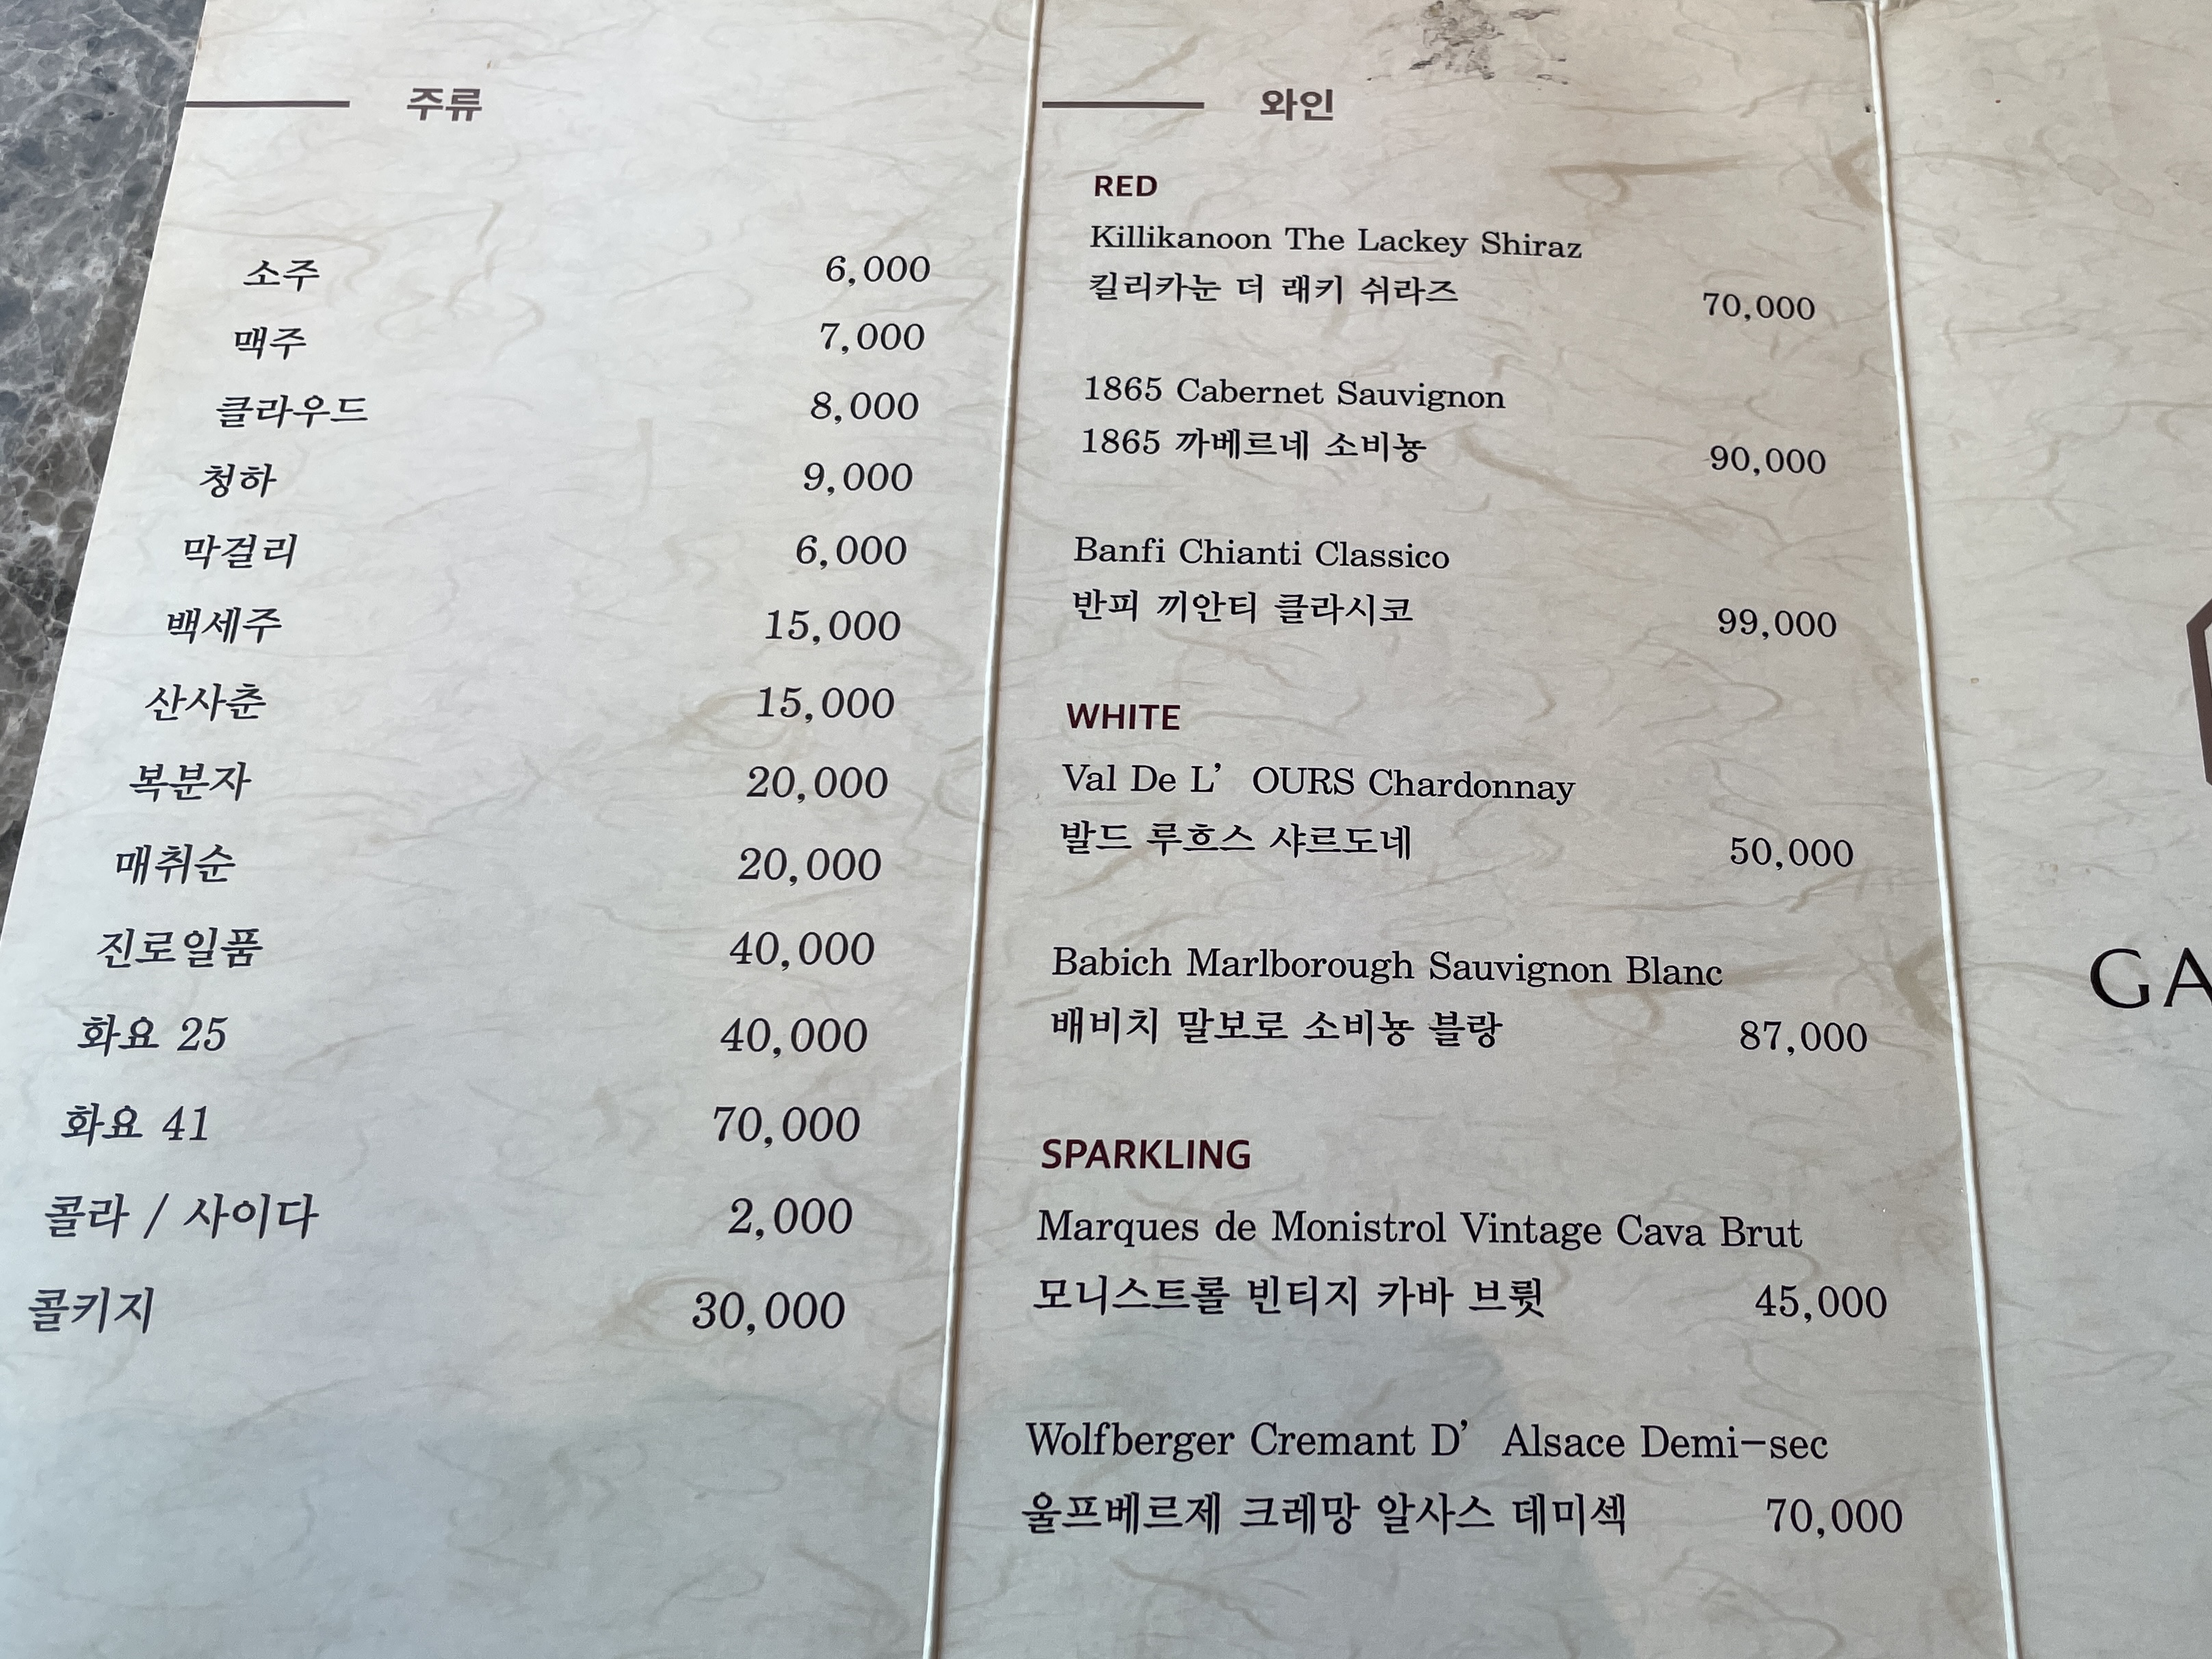 주류
소주 6,000
맥주 7,000
클라우드 8,000
청하 9,000
막걸리 6,000
백세주 15,000
산사춘 15,000
복분자 20,000
매취순 20,000
진로일품 40,000
화요 25 40,000
화요 41 70,000
콜라 / 사이다 2,000
콜키지 30,000
와인
RED
Killikanoon The Lackey Shiraz
킬리카눈 더 래키 쉬라즈 70,000
1865 Cabernet Sauvignon
1865 까베르네 소비뇽 90,000
Banfi Chianti Classico
반피 끼안티 클라시코 99,000
WHITE
Val De L’ OURS Chardonnay
발드 루흐스 샤르도네 50,000
Babich Marlborough Sauvignon Blanc
배비치 말보로 소비뇽 블랑 87,000
SPARKLING
Marques de Monistrol Vintage Cava Brut
모니스트롤 빈티지 카바 브륏 45,000
Wolfberger Cremant D’ Alsace Demi-sec
울프베르제 크레망 알사스 데미섹 70,000
GA